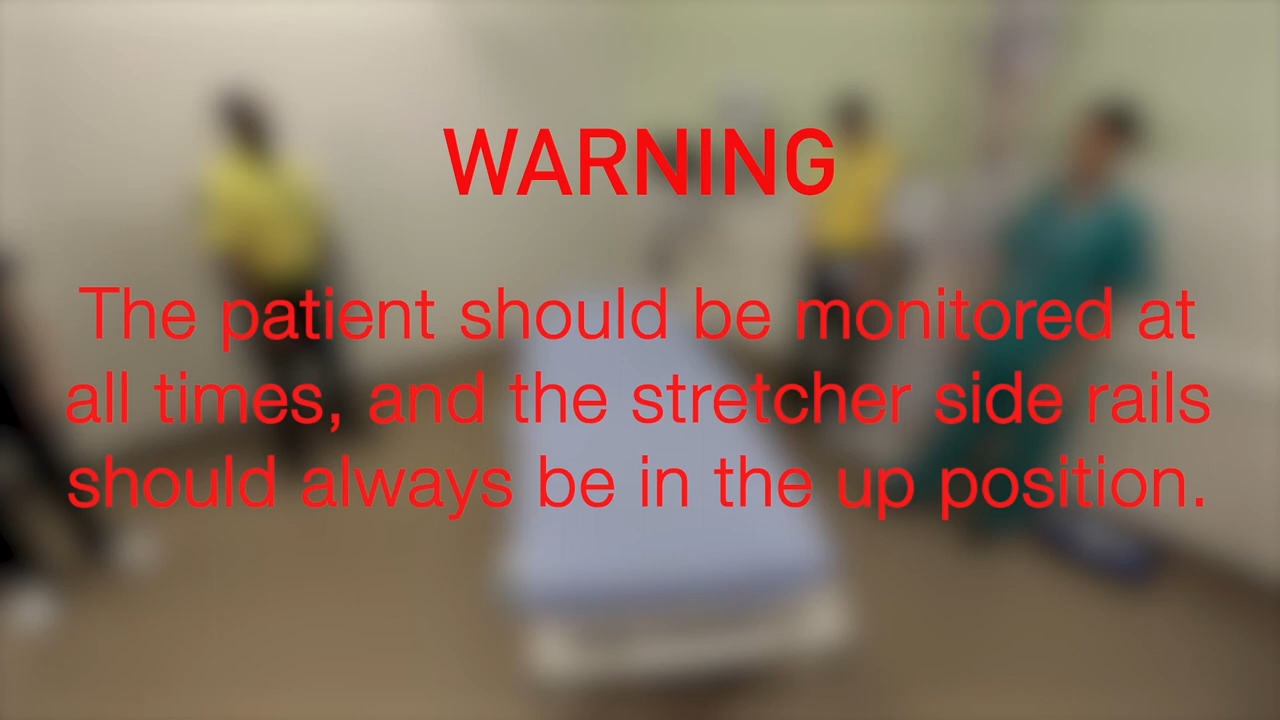 WARNING
The patient should be monitored at
all times, and the stretcher side rails
should always be in the up position.